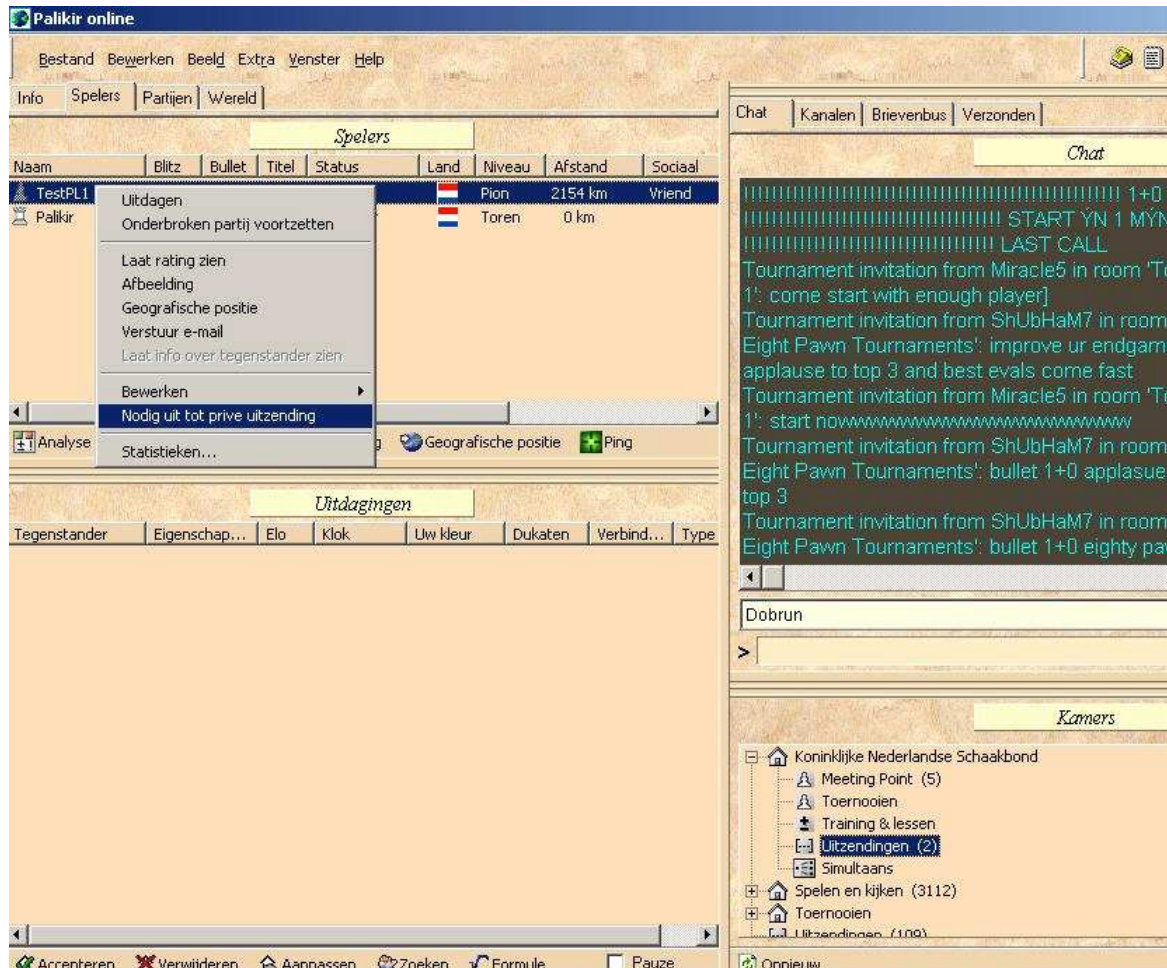 Palikir online
Bestand Bewerken Beeld Extra Venster Help
Info Spelers Partijen Wereld
Spelers
Naam Blitz Bullet Titel Status Land Niveau Afstand Sociaal
TestPL1 Pion 2154 km Vriend
Palikir Toren 0 km
Uitdagen
Onderbroken partij voortzetten
Laat rating zien
Afbeelding
Geografische positie
Verstuur e-mail
Laat info over tegenstander zien
Bewerken
Nodig uit tot prive uitzending
Statistieken...
Analyse Geografische positie Ping
Uitdagingen
Tegenstander Eigenschap... Elo Klok Uw kleur Dukaten Verbind... Type
Accepteren Verwijderen Aanpassen Zoeken Formule Pauze
Chat Kanalen Brievenbus Verzonden
Chat
1+0
START ÝN 1 MÝN
LAST CALL
Tournament invitation from Miracle5 in room 'To
1': come start with enough player]
Tournament invitation from ShUbHaM7 in room
Eight Pawn Tournaments': improve ur endgam
applause to top 3 and best evals come fast
Tournament invitation from Miracle5 in room 'To
1': start nowwwwwwwwwwwwwwwwwwwww
Tournament invitation from ShUbHaM7 in room
Eight Pawn Tournaments': bullet 1+0 applasue
top 3
Tournament invitation from ShUbHaM7 in room
Eight Pawn Tournaments': bullet 1+0 eighty paw
Dobrun
>
Kamers
Koninklijke Nederlandse Schaakbond
Meeting Point (5)
Toernooien
Training & lessen
Uitzendingen (2)
Simultaans
Spelen en kijken (3112)
Toernooien
Uitzendingen (109)
Opnieuw